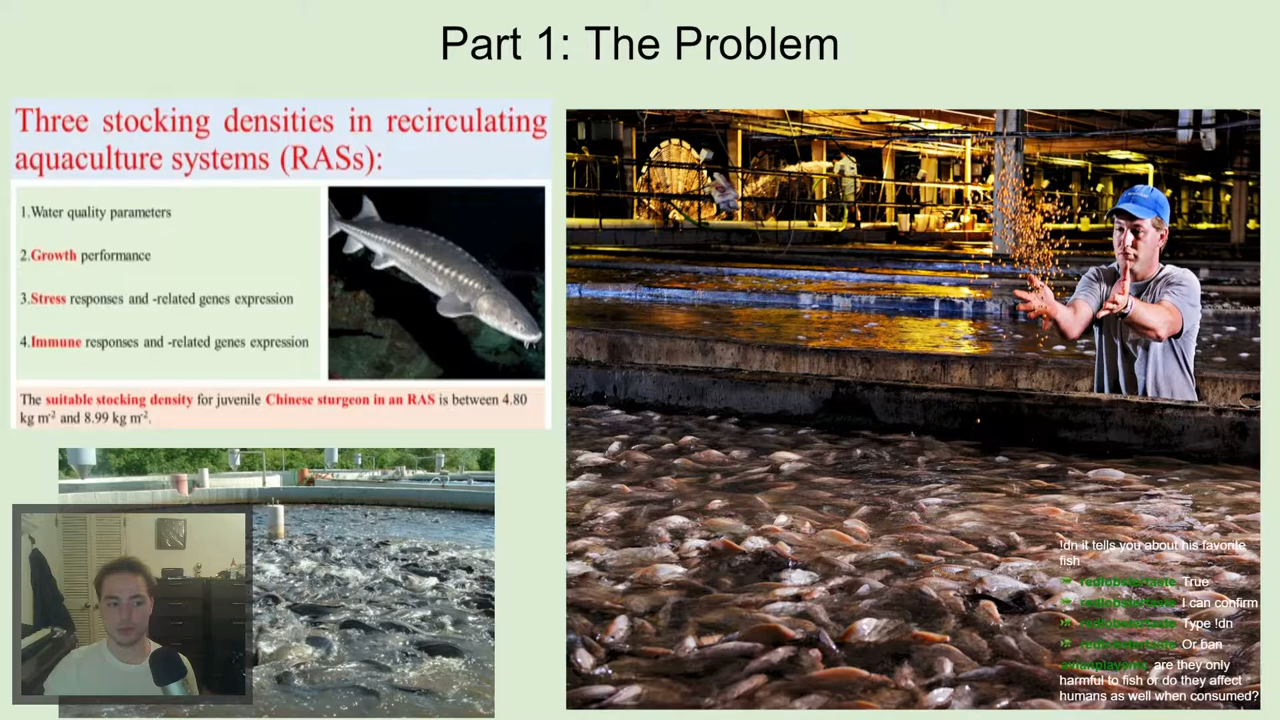 Part 1: The Problem
Three stocking densities in recirculating
aquaculture systems (RASs):
1.Water quality parameters
2.Growth performance
3.Stress responses and -related genes expression
4.Immune responses and -related genes expression
The suitable stocking density for juvenile Chinese sturgeon in an RAS is between 4.80
kg m-2 and 8.99 kg m-2.
!dn it tells you about his favorite
fish
True
I can confirm
Type !dn
Or ban
are they only
harmful to fish or do they affect
humans as well when consumed?